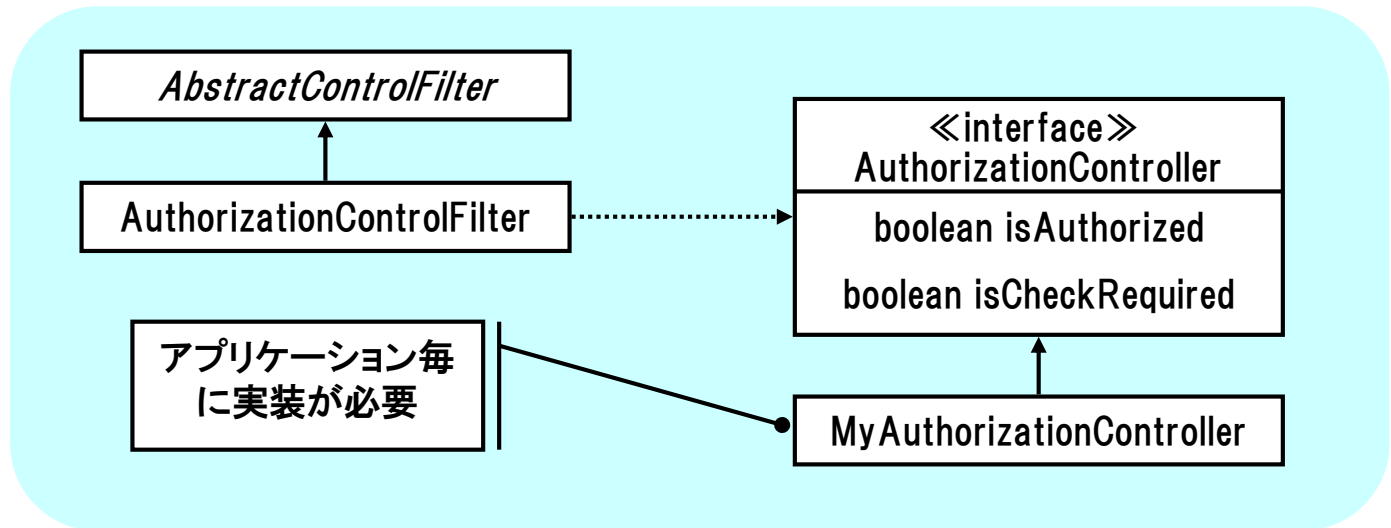 AbstractControlFilter
AuthorizationControlFilter
≪interface≫
AuthorizationController
boolean isAuthorized
boolean isCheckRequired
アプリケーション毎
に実装が必要
MyAuthorizationController